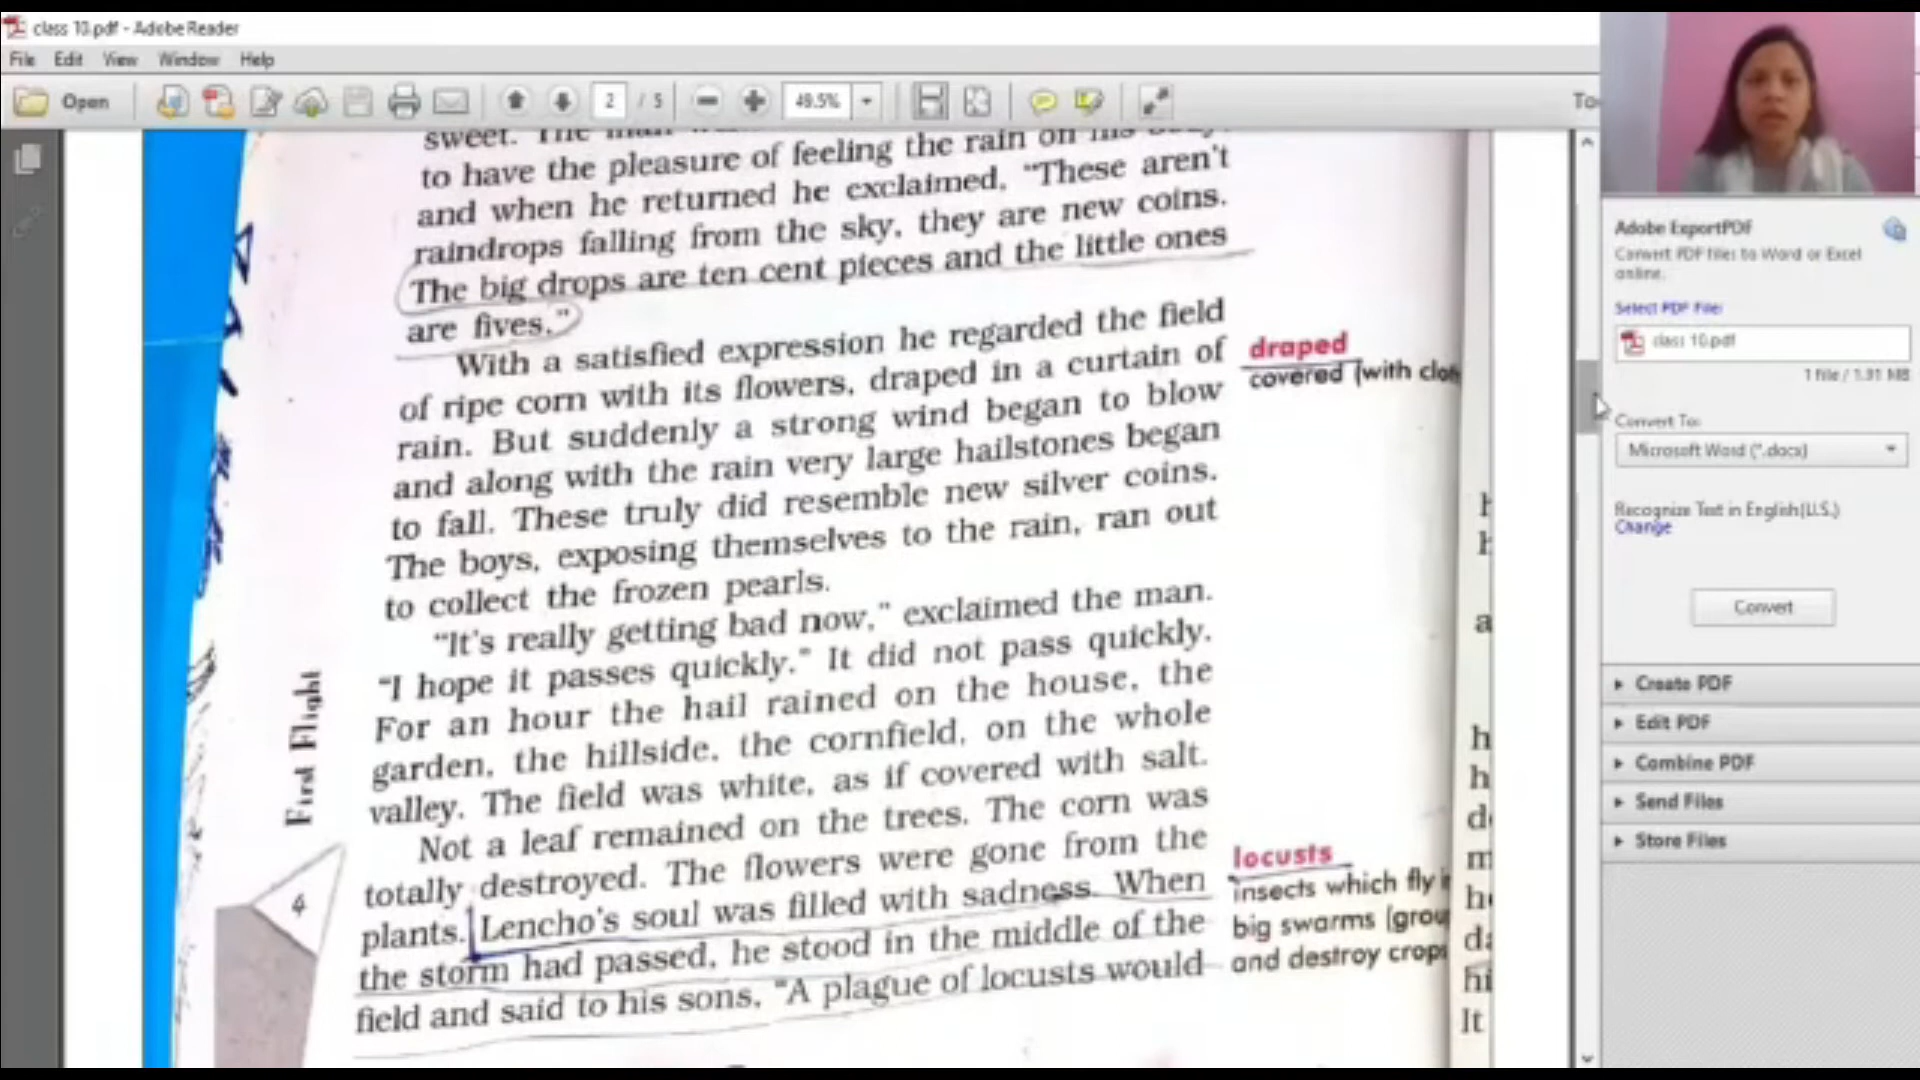 class 10.pdf - Adobe Reader
File Edit View Window Help
Open 2 / 5 49.5%
sweet. The man
to have the pleasure of feeling the rain on his body,
and when he returned he exclaimed, “These aren't
raindrops falling from the sky, they are new coins.
The big drops are ten cent pieces and the little ones
are fives.”
With a satisfied expression he regarded the field
of ripe corn with its flowers, draped in a curtain of
rain. But suddenly a strong wind began to blow
and along with the rain very large hailstones began
to fall. These truly did resemble new silver coins.
The boys, exposing themselves to the rain, ran out
to collect the frozen pearls.
“It's really getting bad now,” exclaimed the man.
“I hope it passes quickly.” It did not pass quickly.
For an hour the hail rained on the house, the
garden, the hillside, the cornfield, on the whole
valley. The field was white, as if covered with salt.
Not a leaf remained on the trees. The corn was
totally destroyed. The flowers were gone from the
plants. Lencho's soul was filled with sadness. When
the storm had passed, he stood in the middle of the
field and said to his sons, “A plague of locusts would
draped
covered (with clot
locusts
insects which fly i
big swarms (grou
and destroy crops
First Flight
4
h
h
a
h
h
d
m
h
d
hi
It
Adobe ExportPDF
Convert PDF files to Word or Excel
online.
Select PDF File:
class 10.pdf
1 file / 1.91 MB
Convert To:
Microsoft Word (*.docx)
Recognize Text in English(U.S.)
Change
Convert
Create PDF
Edit PDF
Combine PDF
Send Files
Store Files